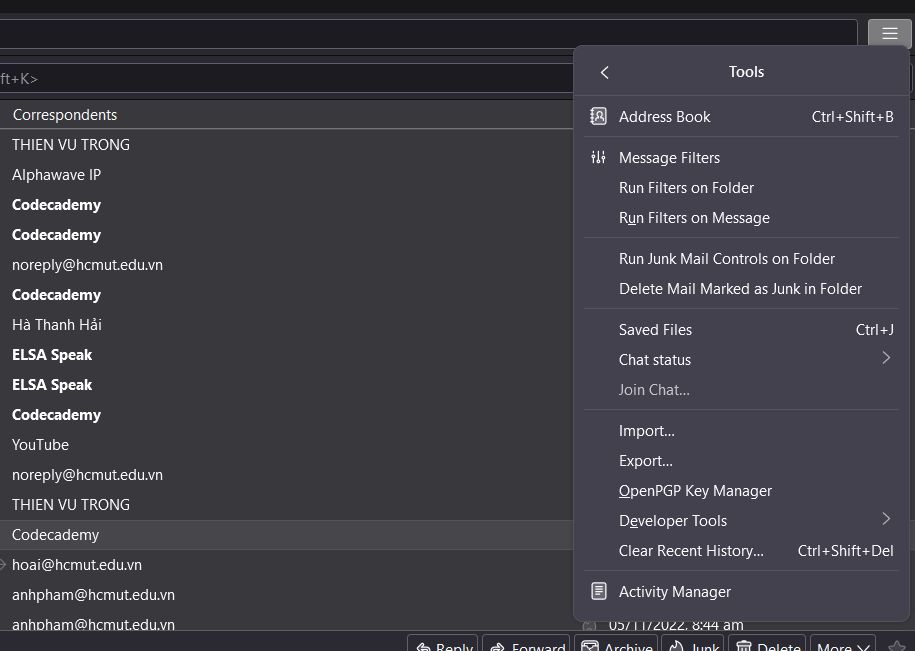 ft+K>
Tools
Address Book Ctrl+Shift+B
Message Filters
Run Filters on Folder
Run Filters on Message
Run Junk Mail Controls on Folder
Delete Mail Marked as Junk in Folder
Saved Files Ctrl+J
Chat status
Join Chat...
Import...
Export...
OpenPGP Key Manager
Developer Tools
Clear Recent History... Ctrl+Shift+Del
Activity Manager
Correspondents
THIEN VU TRONG
Alphawave IP
Codecademy
Codecademy
noreply@hcmut.edu.vn
Codecademy
Hà Thanh Hải
ELSA Speak
ELSA Speak
Codecademy
YouTube
noreply@hcmut.edu.vn
THIEN VU TRONG
Codecademy
hoai@hcmut.edu.vn
anhpham@hcmut.edu.vn
anhpham@hcmut.edu.vn
05/11/2022, 8:44 am
Reply Forward Archive Junk Delete More